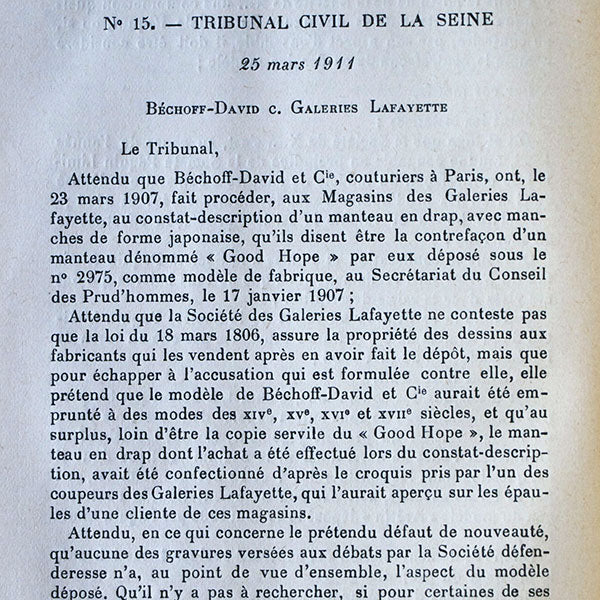 Nº 15. — TRIBUNAL CIVIL DE LA SEINE
25 mars 1911
BÉCHOFF-DAVID C. GALERIES LAFAYETTE
Le Tribunal,
Attendu que Béchoff-David et Cie, couturiers à Paris, ont, le
23 mars 1907, fait procéder, aux Magasins des Galeries La-
fayette, au constat-description d'un manteau en drap, avec man-
ches de forme japonaise, qu'ils disent être la contrefaçon d'un
manteau dénommé « Good Hope » par eux déposé sous le
nº 2975, comme modèle de fabrique, au Secrétariat du Conseil
des Prud'hommes, le 17 janvier 1907 ;
Attendu que la Société des Galeries Lafayette ne conteste pas
que la loi du 18 mars 1806, assure la propriété des dessins aux
fabricants qui les vendent après en avoir fait le dépôt, mais que
pour échapper à l'accusation qui est formulée contre elle, elle
prétend que le modèle de Béchoff-David et Cie aurait été em-
prunté à des modes des XIVe, XVe, XVIe et XVIIe siècles, et qu'au
surplus, loin d'être la copie servile du « Good Hope », le man-
teau en drap dont l'achat a été effectué lors du constat-descrip-
tion, avait été confectionné d'après le croquis pris par l'un des
coupeurs des Galeries Lafayette, qui l'aurait aperçu sur les épau-
les d'une cliente de ces magasins.
Attendu, en ce qui concerne le prétendu défaut de nouveauté,
qu'aucune des gravures versées aux débats par la Société défen-
deresse n'a, au point de vue d'ensemble, l'aspect du modèle
déposé. Qu'il n'y a pas à rechercher, si pour certaines de ses